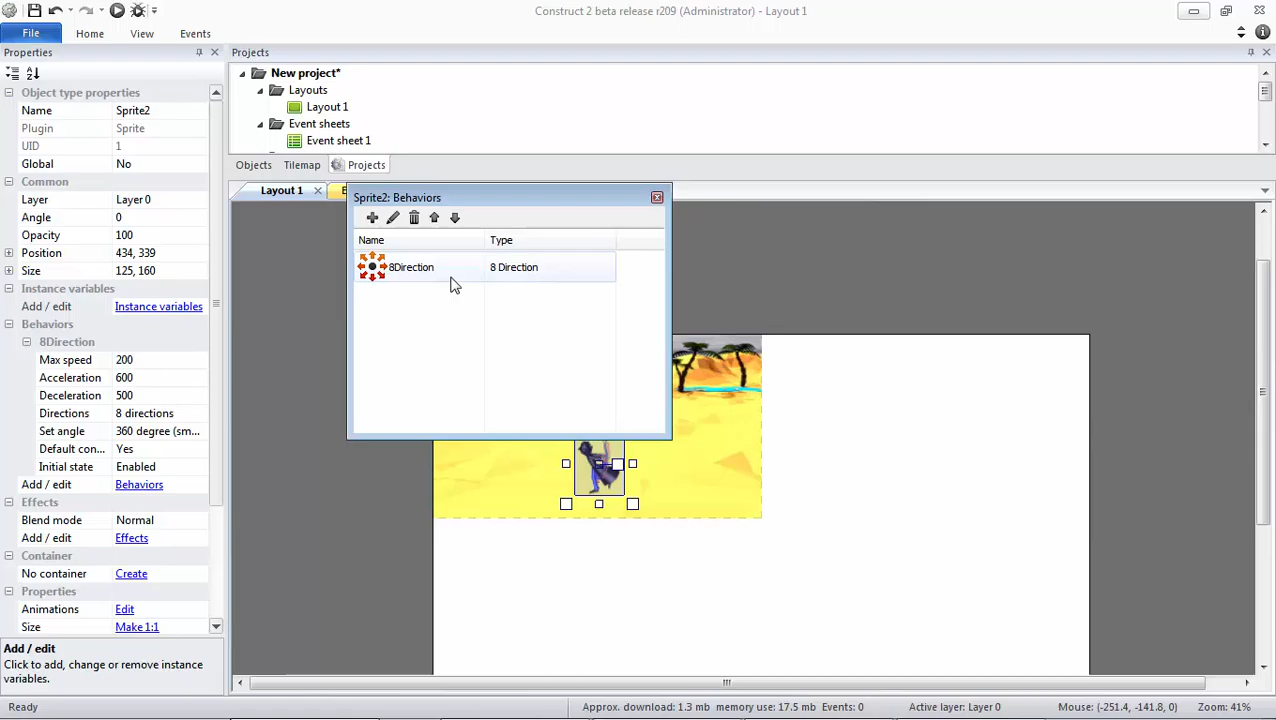 Construct 2 beta release r209 (Administrator) - Layout 1
File
Home
View
Events
Properties
Object type properties
Name Sprite2
Plugin Sprite
UID 1
Global No
Common
Layer Layer 0
Angle 0
Opacity 100
Position 434, 339
Size 125, 160
Instance variables
Add / edit Instance variables
Behaviors
8Direction
Max speed 200
Acceleration 600
Deceleration 500
Directions 8 directions
Set angle 360 degree (sm...
Default con... Yes
Initial state Enabled
Add / edit Behaviors
Effects
Blend mode Normal
Add / edit Effects
Container
No container Create
Properties
Animations Edit
Size Make 1:1
Add / edit
Click to add, change or remove instance
variables.
Projects
New project*
Layouts
Layout 1
Event sheets
Event sheet 1
Objects
Tilemap
Projects
Layout 1
Sprite2: Behaviors
Name Type
8Direction 8 Direction
Ready
Approx. download: 1.3 mb memory use: 17.5 mb Events: 0 Active layer: Layer 0 Mouse: (-251.4, -141.8, 0) Zoom: 41%